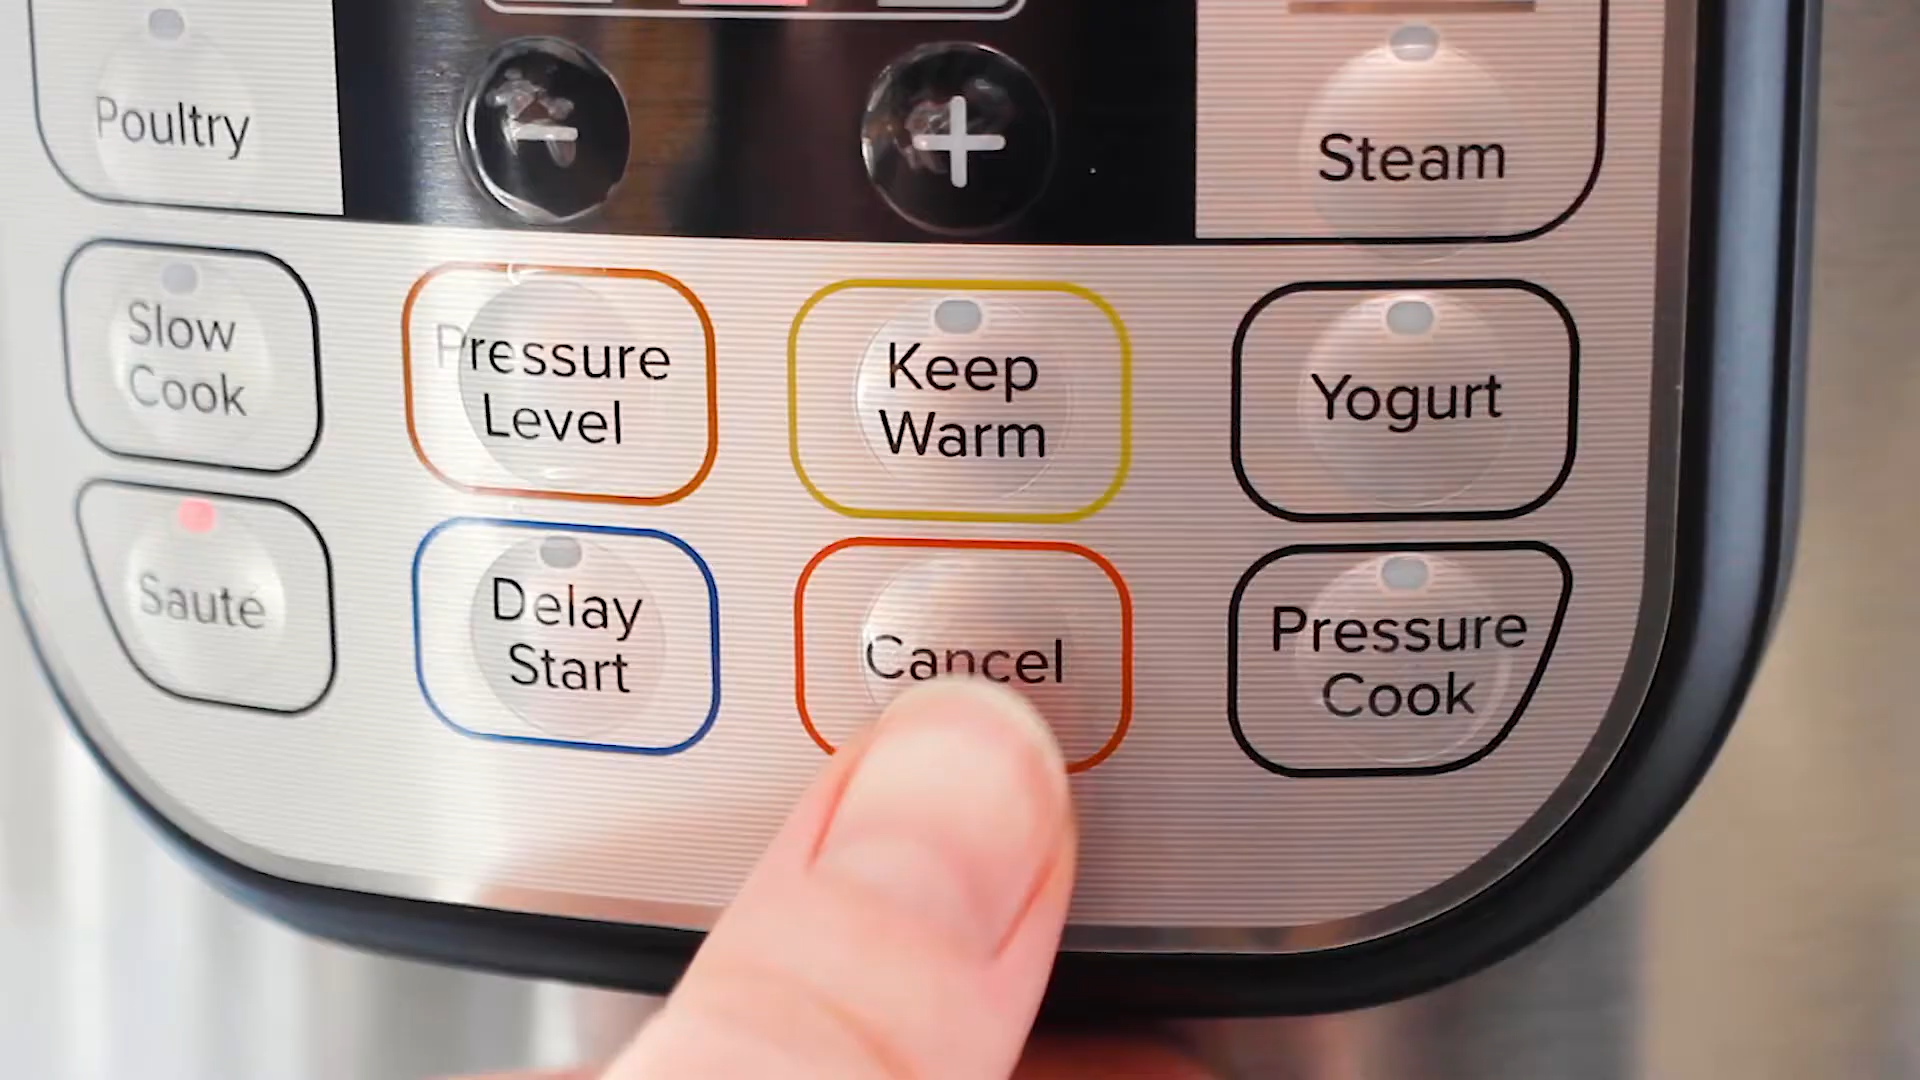 Poultry
-
+
Steam
Slow
Cook
Pressure
Level
Keep
Warm
Yogurt
Saute
Delay
Start
Cancel
Pressure
Cook